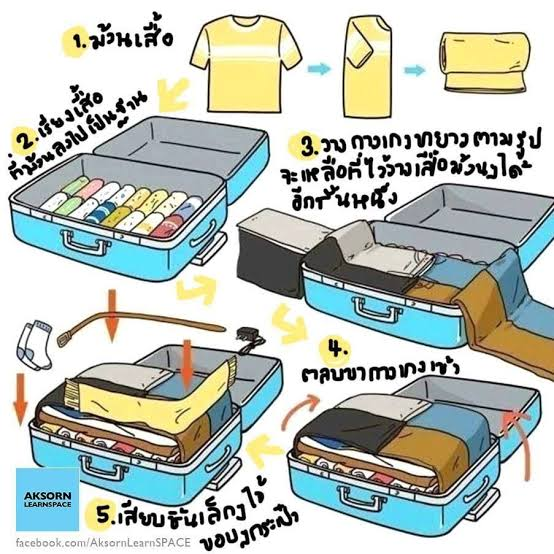 1. ม้วนเสื้อ
2. เรียงเสื้อ
ที่ม้วนลงไปเป็นฐาน
3. วางกางเกงขายาวตามรูป
จะเหลือที่ไว้วางเสื้อม้วนๆได้
อีกชั้นหนึ่ง
4.
ตลบขากางเกงเข้า
5. เสียบชิ้นเล็กๆไว้
ขอบๆกระเป๋า
AKSORN
LEARNSPACE
facebook.com/AksornLearnSPACE